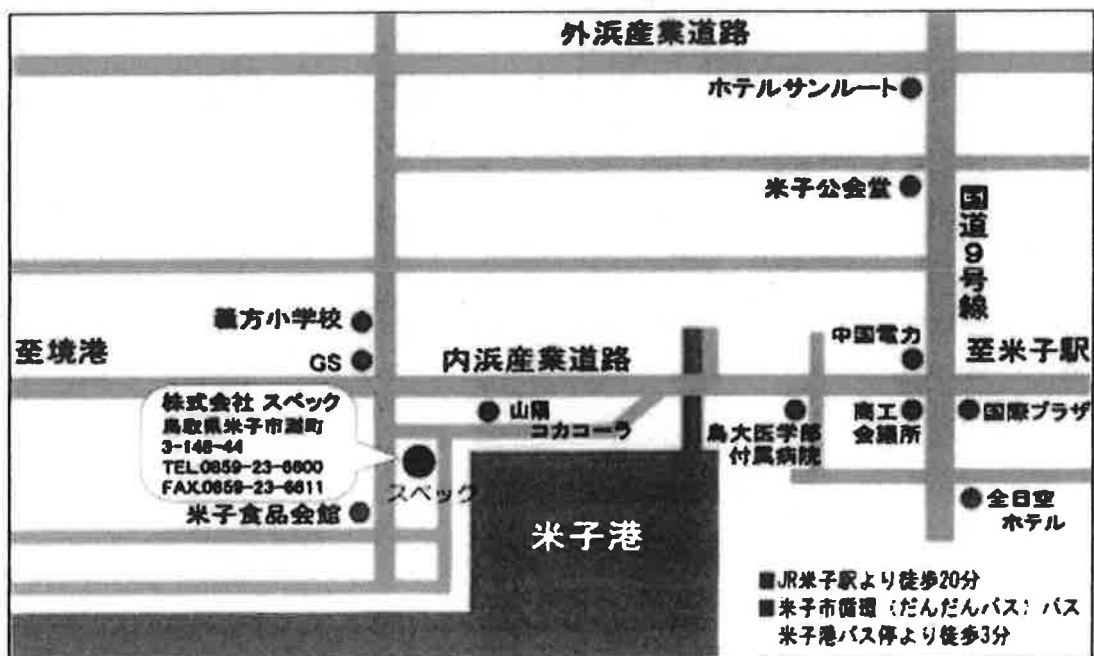 外浜産業道路
ホテルサンルート
米子公会堂
国道9号線
義方小学校
中国電力
至境港
GS
内浜産業道路
至米子駅
株式会社 スペック
鳥取県米子市灘町
3-148-44
TEL.0859-23-6600
FAX.0859-23-6611
山陽
コカコーラ
鳥大医学部
付属病院
商工
会議所
国際プラザ
スペック
米子食品会館
米子港
全日空
ホテル
■JR米子駅より徒歩20分
■米子市循環(だんだんバス)バス
米子港バス停より徒歩3分